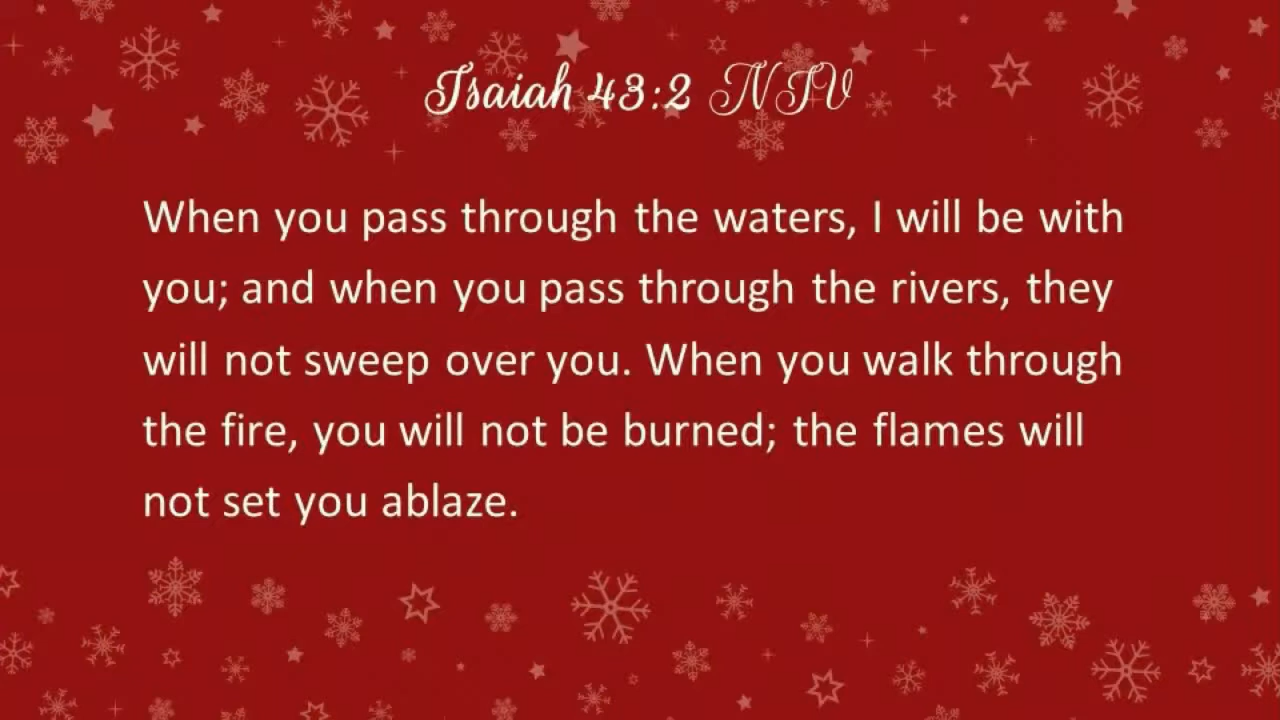 Isaiah 43:2 NIV
When you pass through the waters, I will be with
you; and when you pass through the rivers, they
will not sweep over you. When you walk through
the fire, you will not be burned; the flames will
not set you ablaze.